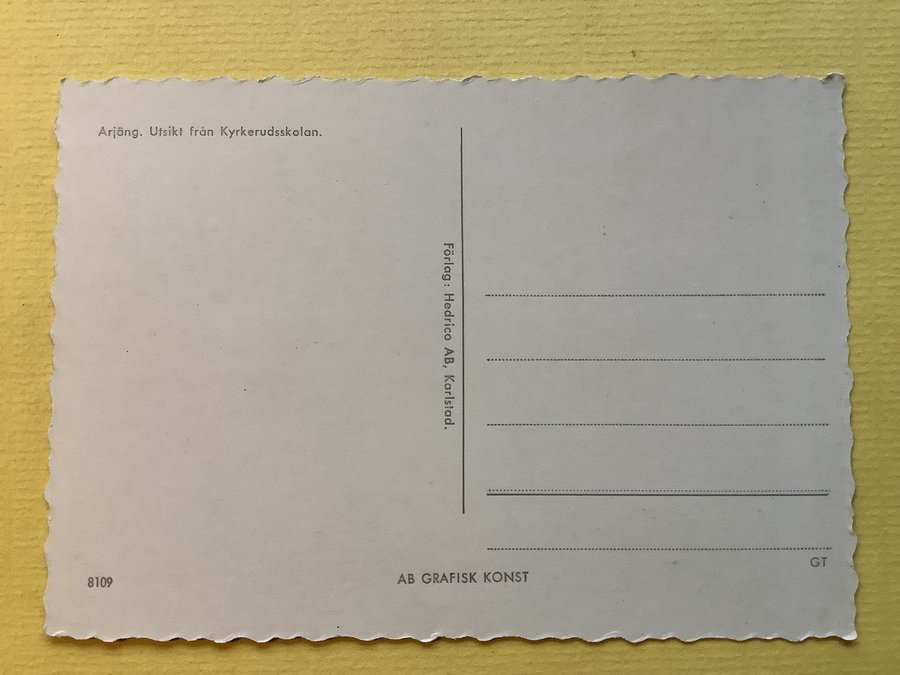 Arjäng. Utsikt från Kyrkerudsskolan.
Förlag: Hedrico AB, Karlstad.
GT
8109
AB GRAFISK KONST